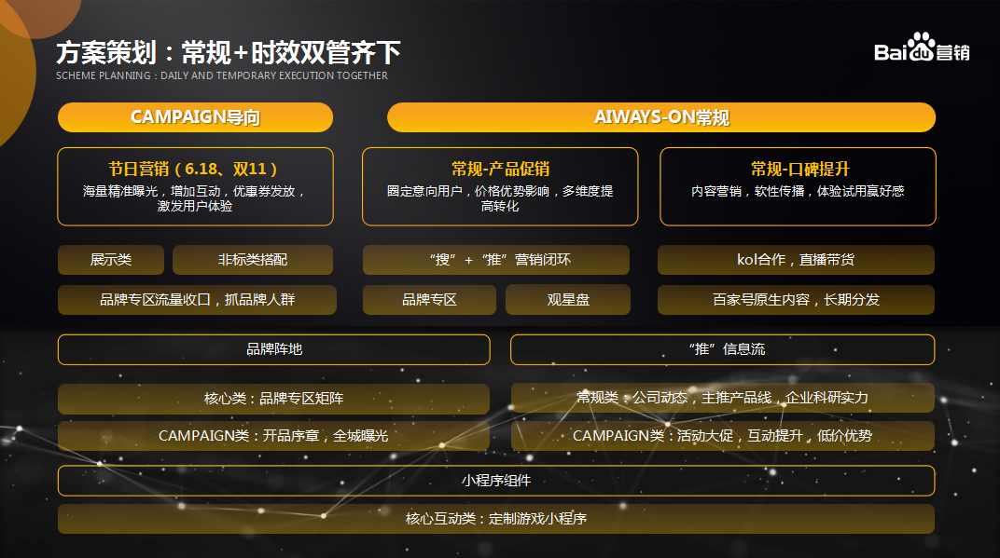 方案策划：常规+时效双管齐下
SCHEME PLANNING：DAILY AND TEMPORARY EXECUTION TOGETHER
Bai du 营销
CAMPAIGN导向
AIWAYS-ON常规
节日营销（6.18、双11）
海量精准曝光，增加互动，优惠券发放，
激发用户体验
常规-产品促销
圈定意向用户，价格优势影响，多维度提
高转化
常规-口碑提升
内容营销，软性传播，体验试用赢好感
展示类
非标类搭配
“搜”+“推”营销闭环
kol合作，直播带货
品牌专区流量收口，抓品牌人群
品牌专区
观星盘
百家号原生内容，长期分发
品牌阵地
“推”信息流
核心类：品牌专区矩阵
常规类：公司动态，主推产品线，企业科研实力
CAMPAIGN类：开品序章，全城曝光
CAMPAIGN类：活动大促，互动提升，低价优势
小程序组件
核心互动类：定制游戏小程序